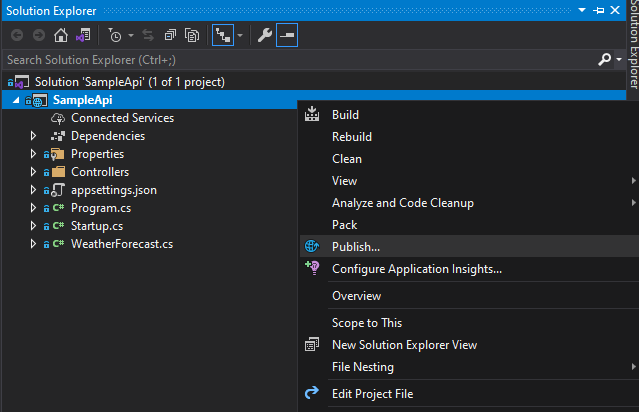 Solution Explorer
Search Solution Explorer (Ctrl+;)
Solution 'SampleApi' (1 of 1 project)
SampleApi
Connected Services
Dependencies
Properties
Controllers
appsettings.json
C# Program.cs
C# Startup.cs
C# WeatherForecast.cs
Build
Rebuild
Clean
View
Analyze and Code Cleanup
Pack
Publish...
Configure Application Insights...
Overview
Scope to This
New Solution Explorer View
File Nesting
Edit Project File
Solution Explorer